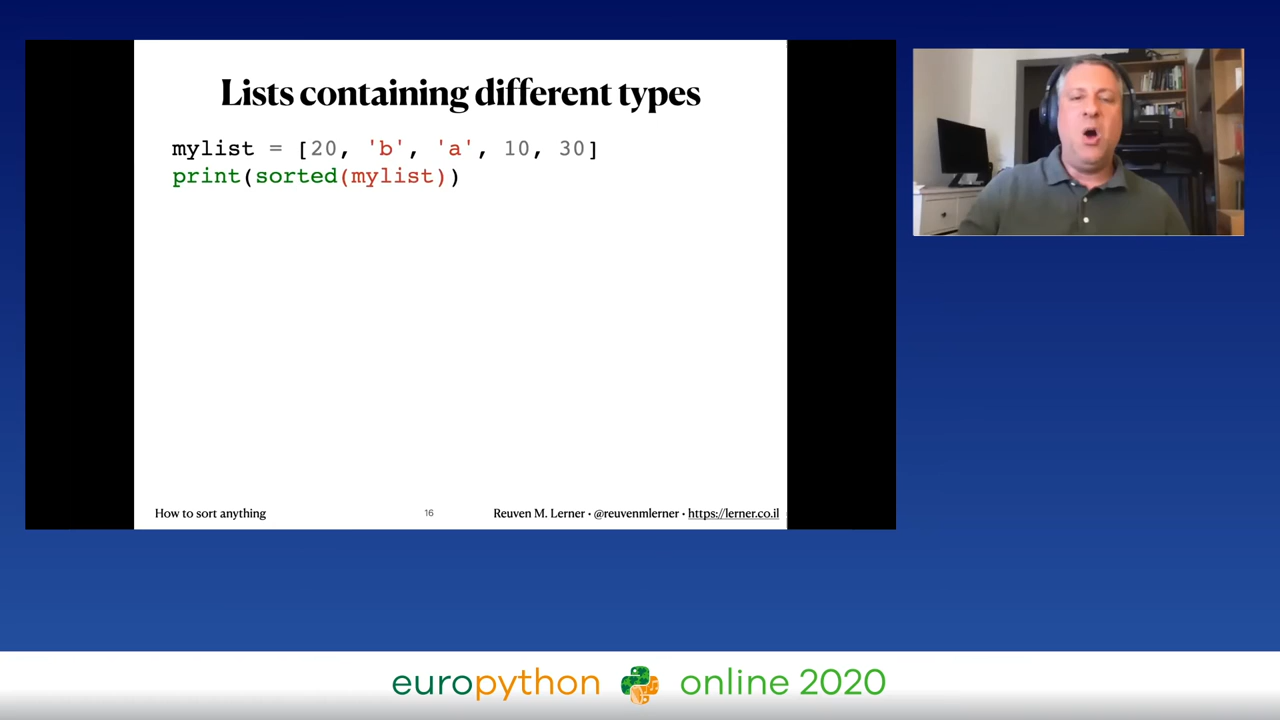 Lists containing different types
mylist = [20, 'b', 'a', 10, 30]
print(sorted(mylist))
How to sort anything
16
Reuven M. Lerner • @reuvenmlerner • https://lerner.co.il
europython online 2020